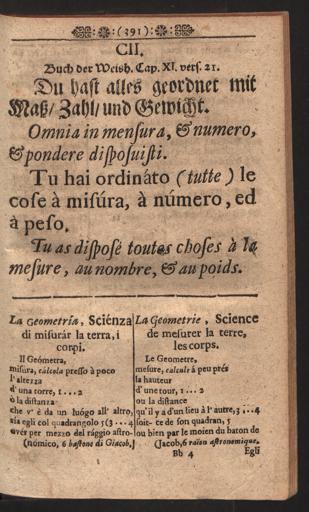 :(391):
CII.
Buch der Weish. Cap. XI. vers. 21.
Du hast alles geordnet mit
Maß/ Zahl/ und Gewicht.
Omnia in mensura, & numero,
& pondere disposuisti.
Tu hai ordináto (tutte) le
cose à misúra, à número, ed
à peso.
Tu as disposé toutes choses à la
mesure, au nombre, & au poids.
La Geometría, Sciénza
di misurár la terra, i
corpi.
Il Geómetra,
misúra, cálcola presso à poco
l'altezza
d'una torre, 1...2
ò la distanza
che v'è da un luógo all' altro,
sia egli col quadrangolo 5(3...4
avér per mezzo del rággio astro-
(nómico, 6 bastone di Giacob,)
La Geometrie, Science
de mesurer la terre,
les corps.
Le Geometre,
mesure, calcule à peu prés
la hauteur
d'une tour, 1...2
ou la distance
qu'il y a d'un lieu à l'autre, 3...4
soit-ce de son quadran, 5
ou bien par le moien du baton de
(Jacob, 6 raion astronomique.
Bb 4
Egli